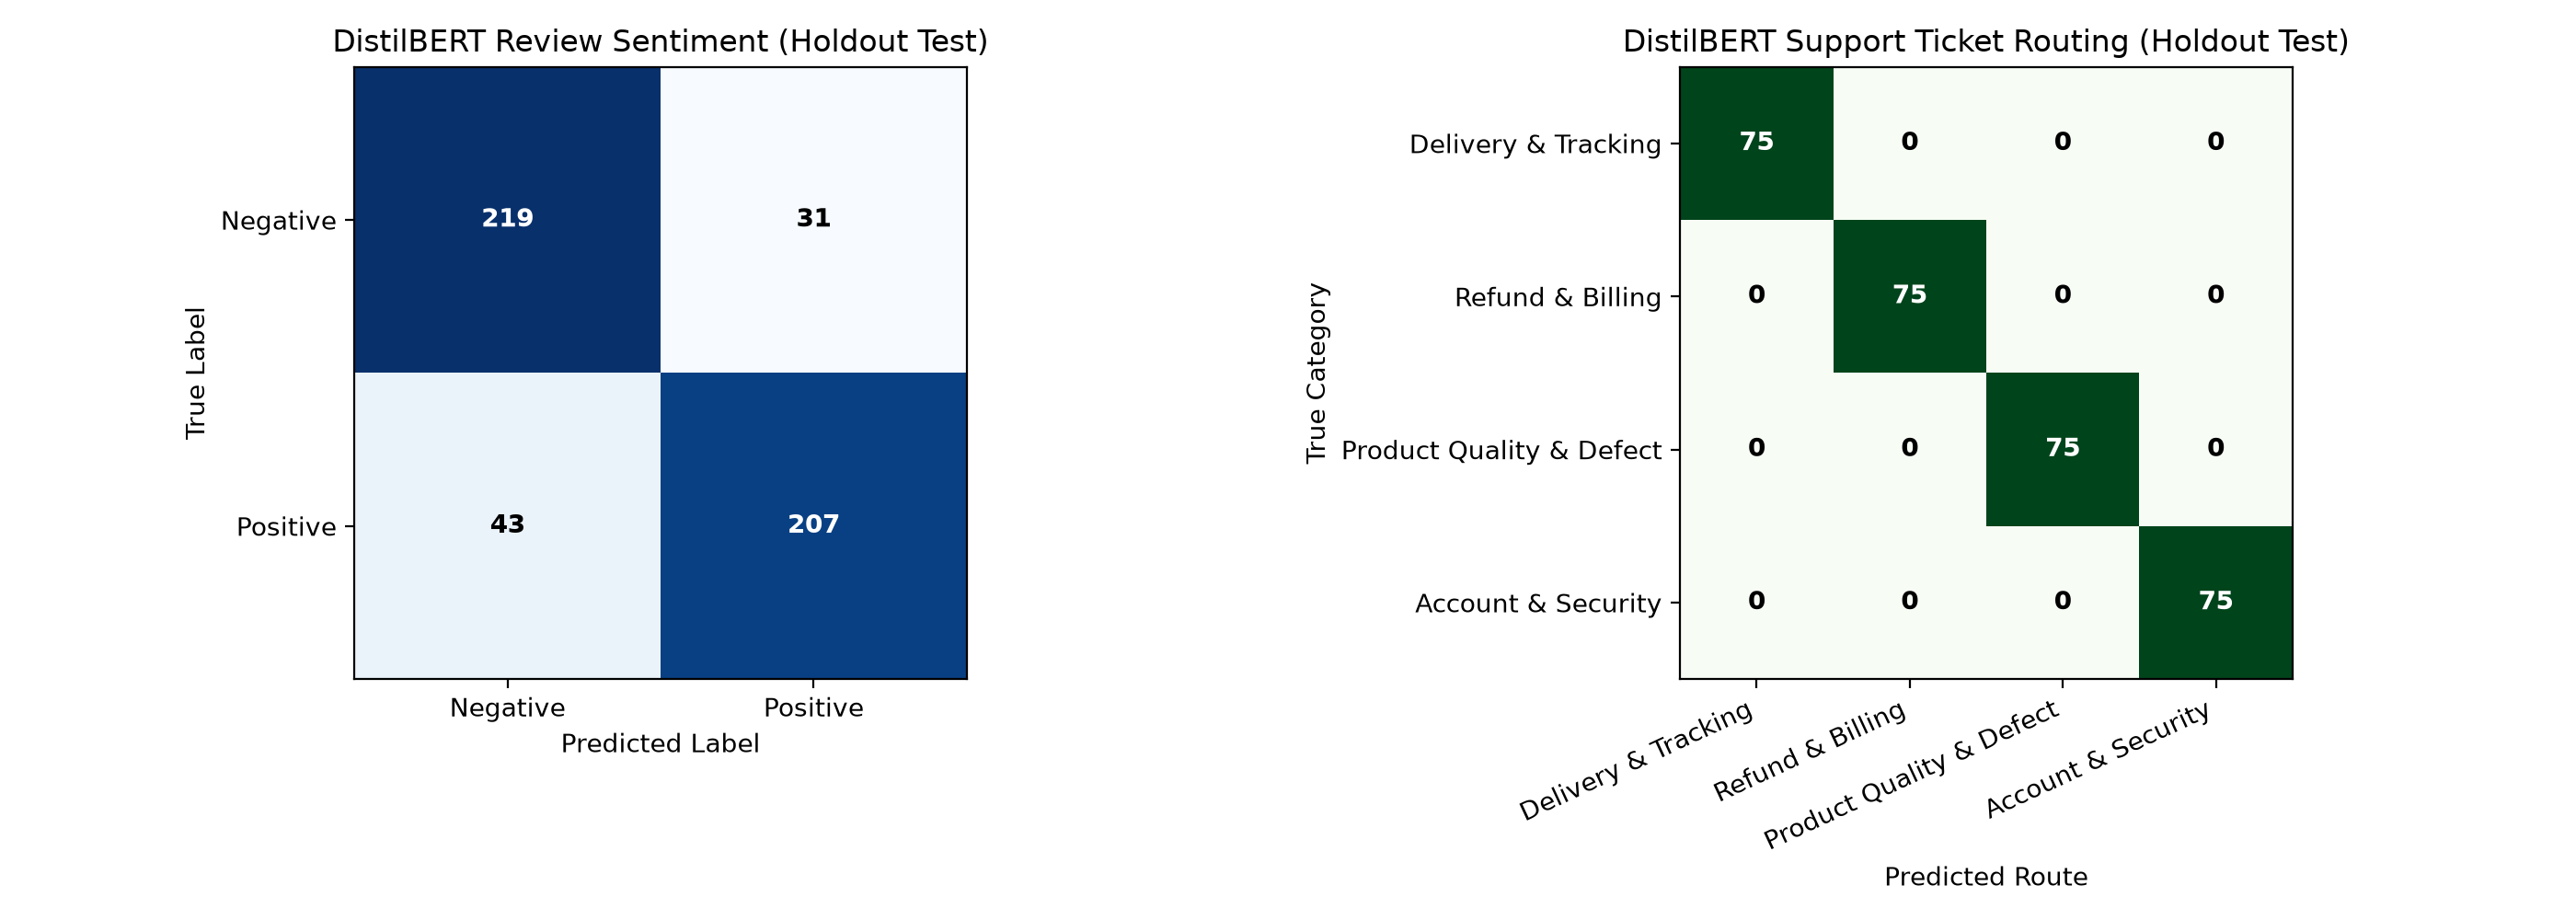 DistilBERT Review Sentiment (Holdout Test)
True Label
Negative
219
31
Positive
43
207
Negative
Positive
Predicted Label
DistilBERT Support Ticket Routing (Holdout Test)
True Category
Delivery & Tracking
75
0
0
0
Refund & Billing
0
75
0
0
Product Quality & Defect
0
0
75
0
Account & Security
0
0
0
75
Delivery & Tracking
Refund & Billing
Product Quality & Defect
Account & Security
Predicted Route